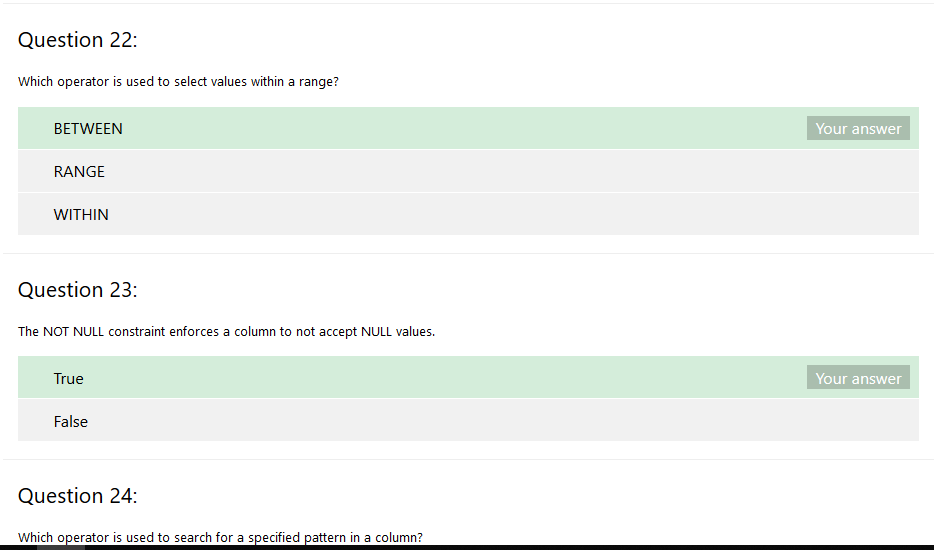 Question 22:
Which operator is used to select values within a range?
BETWEEN Your answer
RANGE
WITHIN
Question 23:
The NOT NULL constraint enforces a column to not accept NULL values.
True Your answer
False
Question 24:
Which operator is used to search for a specified pattern in a column?